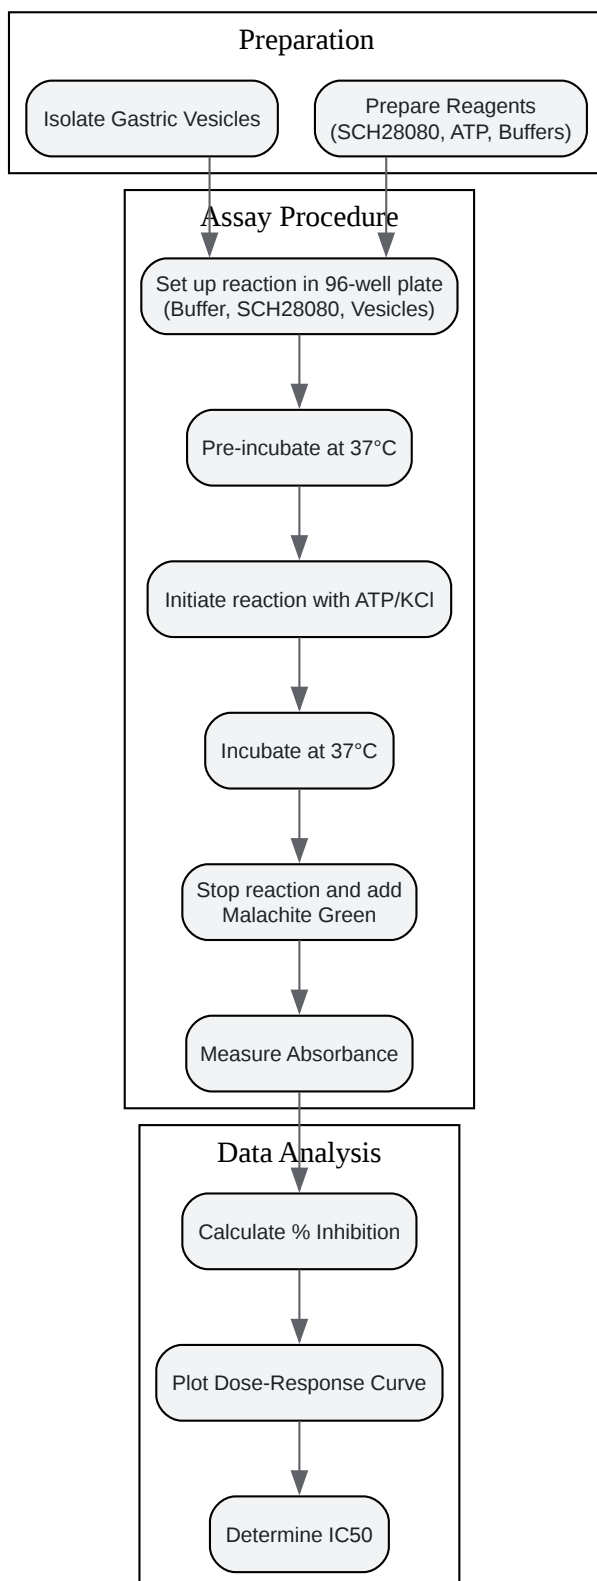 Preparation
Isolate Gastric Vesicles
Prepare Reagents
(SCH28080, ATP, Buffers)
Assay Procedure
Set up reaction in 96-well plate
(Buffer, SCH28080, Vesicles)
Pre-incubate at 37°C
Initiate reaction with ATP/KCl
Incubate at 37°C
Stop reaction and add
Malachite Green
Measure Absorbance
Data Analysis
Calculate % Inhibition
Plot Dose-Response Curve
Determine IC50